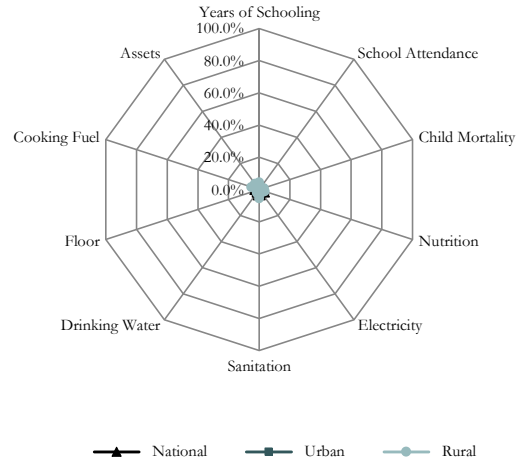 Years of Schooling
100.0%
Assets
School Attendance
80.0%
60.0%
40.0%
Cooking Fuel
Child Mortality
20.0%
0.0%
Floor
Nutrition
Drinking Water
Electricity
Sanitation
National Urban Rural